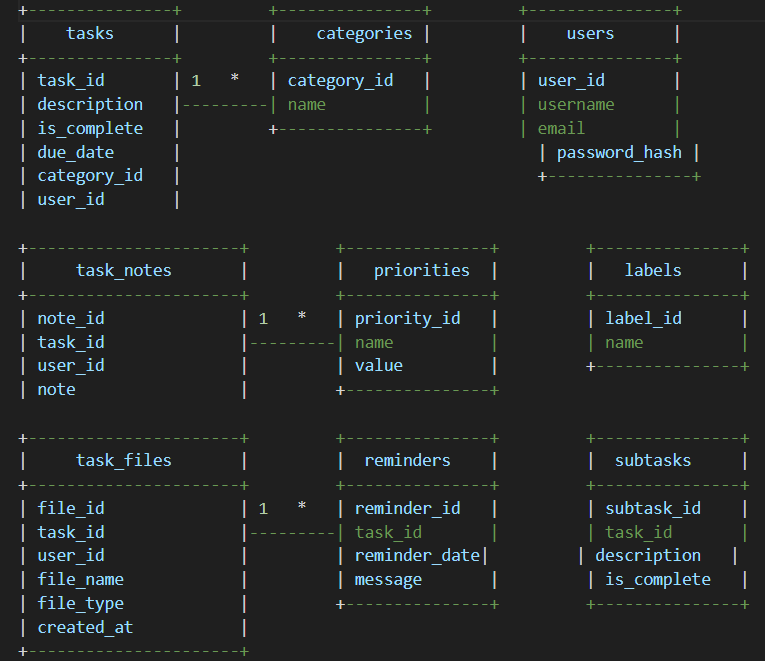 +---------------+         +---------------+         +---------------+
|    tasks      |         |    categories |         |    users      |
+---------------+         +---------------+         +---------------+
| task_id       | 1   *   | category_id   |         | user_id       |
| description   |---------| name          |         | username      |
| is_complete   |         +---------------+         | email         |
| due_date      |                                     | password_hash |
| category_id   |                                     +---------------+
| user_id       |
+----------------------+         +---------------+         +---------------+
|     task_notes       |         |   priorities  |         |   labels      |
+----------------------+         +---------------+         +---------------+
| note_id              | 1   *   | priority_id   |         | label_id      |
| task_id              |---------| name          |         | name          |
| user_id              |         | value         |         +---------------+
| note                 |         +---------------+
+----------------------+         +---------------+         +---------------+
|     task_files       |         |  reminders    |         |  subtasks     |
+----------------------+         +---------------+         +---------------+
| file_id              | 1   *   | reminder_id   |         | subtask_id    |
| task_id              |---------| task_id       |         | task_id       |
| user_id              |         | reminder_date|         | description   |
| file_name            |         | message       |         | is_complete   |
| file_type            |         +---------------+         +---------------+
| created_at           |
+----------------------+